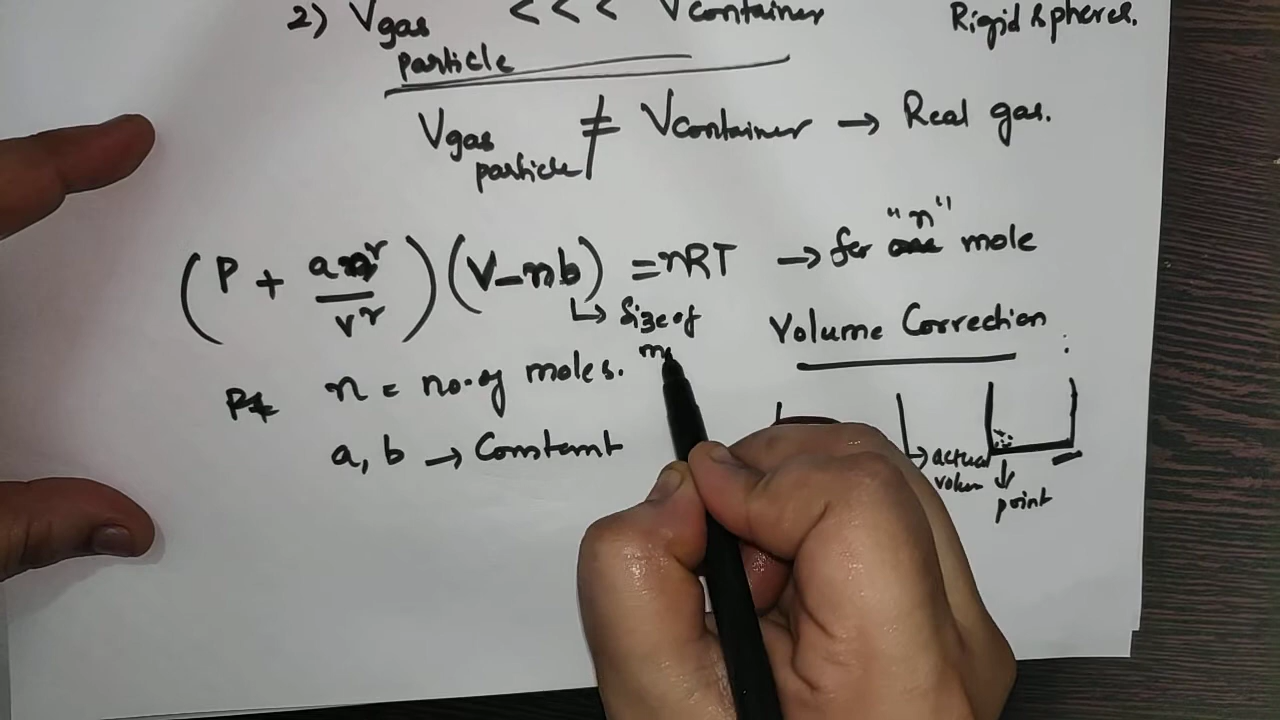 2) Vgas <<< Vcontainer Rigid spheres.
particle
Vgas ≠ Vcontainer → Real gas.
particle
"n"
(P + an²/V²)(V-nb) = nRT → for one mole
↳ Size of
m
Volume Correction :
n = no. of moles.
a, b → Constant
→ actual
volum
↓
point